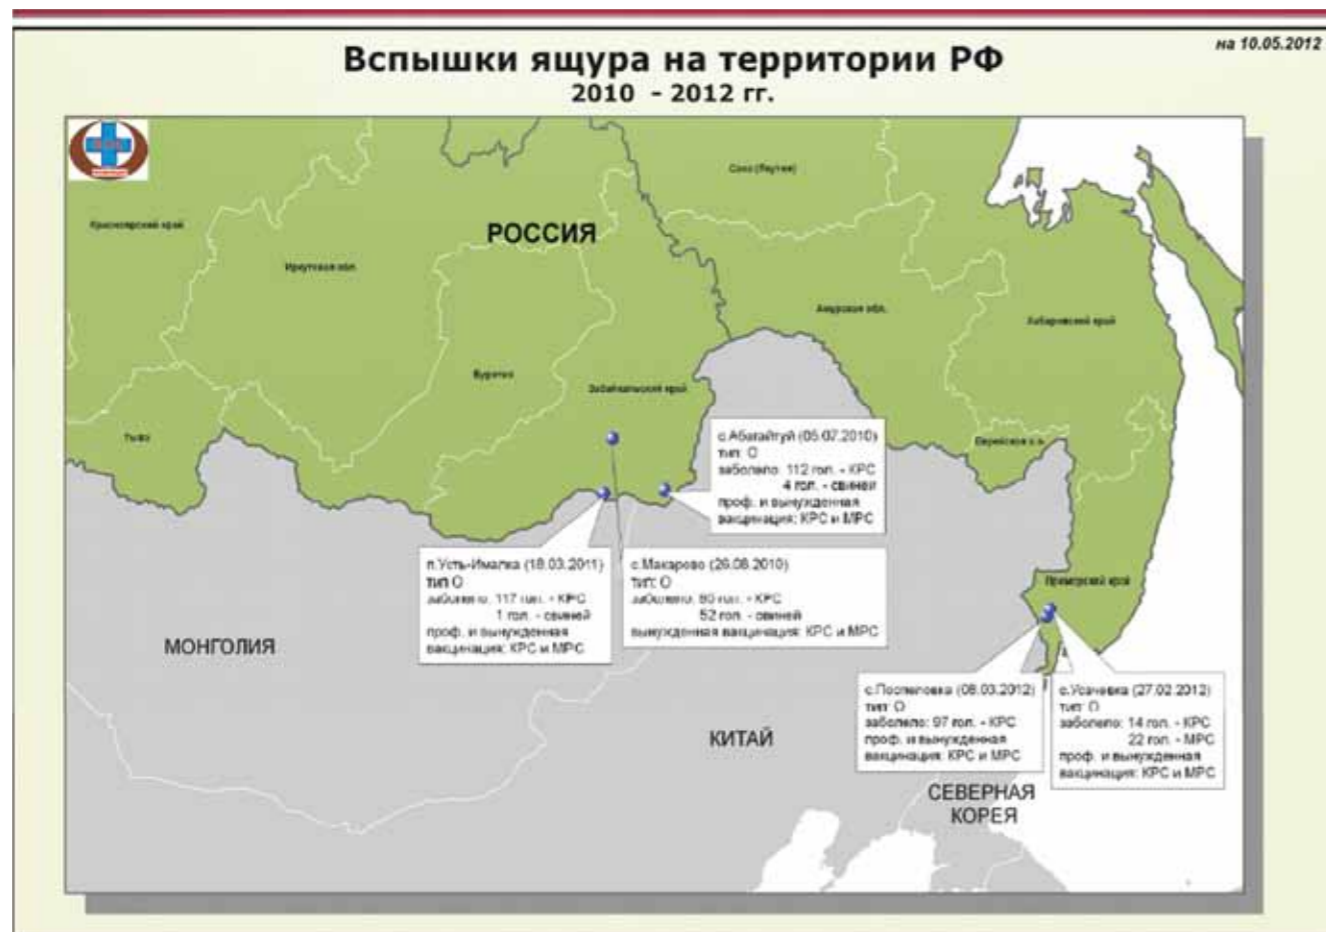 на 10.05.2012
Вспышки ящура на территории РФ
2010 - 2012 гг.
Саха (Якутия)
Красноярский край
РОССИЯ
Иркутская обл.
Амурская обл.
Хабаровский край
Бурятия
Забайкальский край
Тыва
Еврейская а.о.
с.Абагайтуй (05.07.2010)
тип: О
заболело: 112 гол. - КРС
4 гол. - свиней
проф. и вынужденная
вакцинация: КРС и МРС
п.Усть-Ималка (18.03.2011)
тип О
заболело: 117 гол. - КРС
1 гол. - свиней
проф. и вынужденная
вакцинация: КРС и МРС
с.Макарово (26.08.2010)
тип: О
заболело: гол. - КРС
52 гол. - свиней
вынужденная вакцинация: КРС и МРС
Приморский край
МОНГОЛИЯ
с.Поспеловка (08.03.2012)
тип: О
заболело: 97 гол. - КРС
проф. и вынужденная
вакцинация: КРС и МРС
с.Усачевка (27.02.2012)
тип: О
заболело: 14 гол. - КРС
22 гол. - МРС
проф. и вынужденная
вакцинация: КРС и МРС
КИТАЙ
СЕВЕРНАЯ
КОРЕЯ